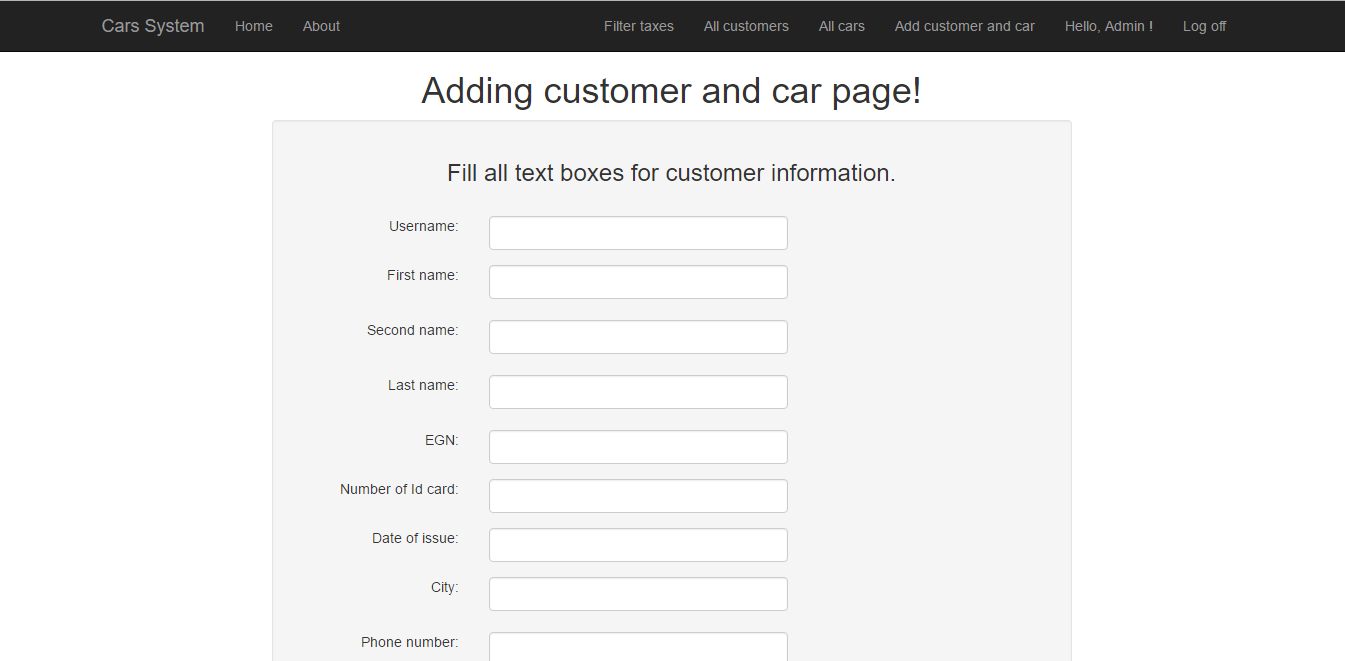 Cars System Home About Filter taxes All customers All cars Add customer and car Hello, Admin ! Log off
Adding customer and car page!
Fill all text boxes for customer information.
Username:
First name:
Second name:
Last name:
EGN:
Number of Id card:
Date of issue:
City:
Phone number: